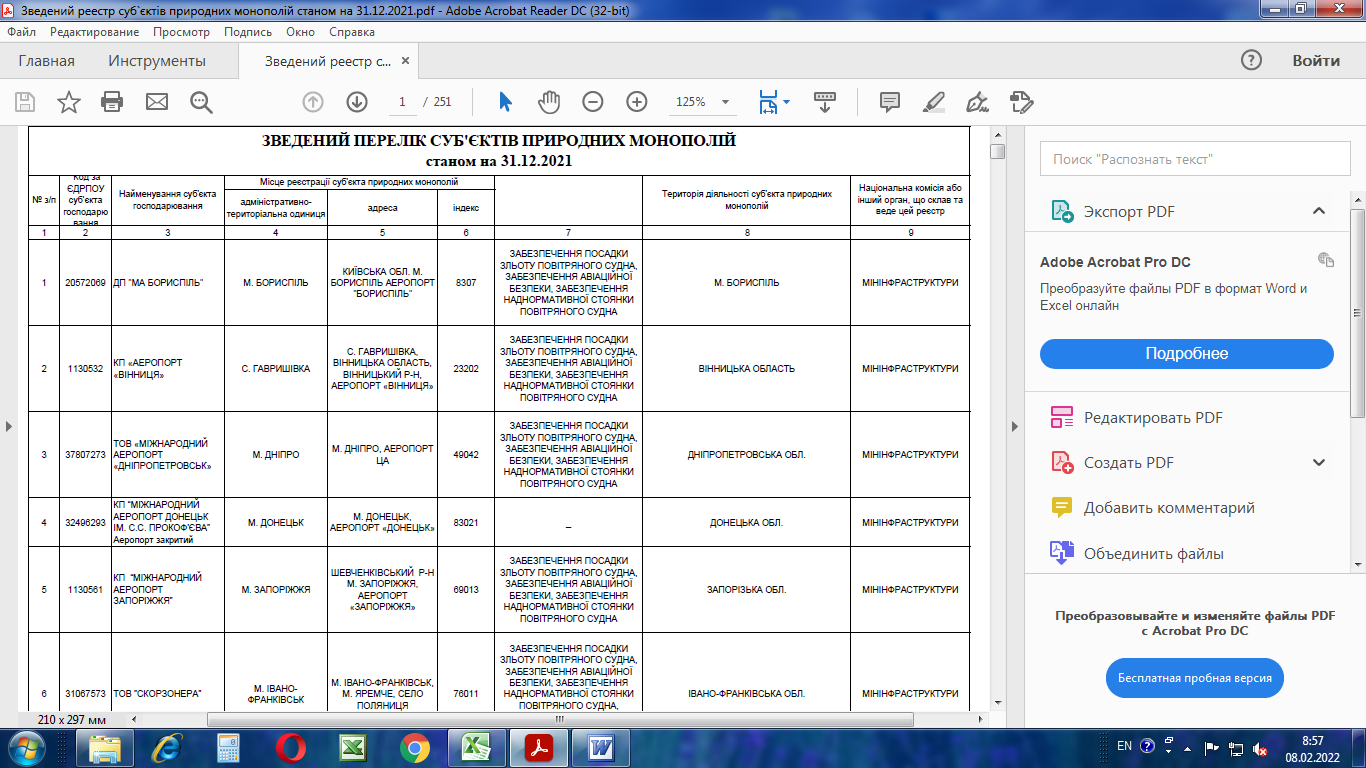 Зведений реестр суб`єктів природних монополій станом на 31.12.2021.pdf - Adobe Acrobat Reader DC (32-bit)
Файл Редактирование Просмотр Подпись Окно Справка
Главная Инструменты Зведений реестр с... × Войти
1 / 251 125%
ЗВЕДЕНИЙ ПЕРЕЛІК СУБ'ЄКТІВ ПРИРОДНИХ МОНОПОЛІЙ
станом на 31.12.2021
№ з/п
Код за
ЄДРПОУ
суб'єкта
господарю
вання
Найменування суб'єкта
господарювання
Місце реєстрації суб'єкта природних монополій
адміністративно-
територіальна одиниця
адреса
індекс
Територія діяльності суб'єкта природних
монополій
Національна комісія або
інший орган, що склав та
веде цей реєстр
1 2 3 4 5 6 7 8 9
1
20572069
ДП "МА БОРИСПІЛЬ"
М. БОРИСПІЛЬ
КИЇВСЬКА ОБЛ. М.
БОРИСПІЛЬ АЕРОПОРТ
"БОРИСПІЛЬ"
8307
ЗАБЕЗПЕЧЕННЯ ПОСАДКИ
ЗЛЬОТУ ПОВІТРЯНОГО СУДНА,
ЗАБЕЗПЕЧЕННЯ АВІАЦІЙНОЇ
БЕЗПЕКИ, ЗАБЕЗПЕЧЕННЯ
НАДНОРМАТИВНОЇ СТОЯНКИ
ПОВІТРЯНОГО СУДНА
М. БОРИСПІЛЬ
МІНІНФРАСТРУКТУРИ
2
1130532
КП «АЕРОПОРТ
«ВІННИЦЯ»
С. ГАВРИШІВКА
С. ГАВРИШІВКА,
ВІННИЦЬКА ОБЛАСТЬ,
ВІННИЦЬКИЙ Р-Н,
АЕРОПОРТ «ВІННИЦЯ»
23202
ЗАБЕЗПЕЧЕННЯ ПОСАДКИ
ЗЛЬОТУ ПОВІТРЯНОГО СУДНА,
ЗАБЕЗПЕЧЕННЯ АВІАЦІЙНОЇ
БЕЗПЕКИ, ЗАБЕЗПЕЧЕННЯ
НАДНОРМАТИВНОЇ СТОЯНКИ
ПОВІТРЯНОГО СУДНА
ВІННИЦЬКА ОБЛАСТЬ
МІНІНФРАСТРУКТУРИ
3
37807273
ТОВ «МІЖНАРОДНИЙ
АЕРОПОРТ
«ДНІПРОПЕТРОВСЬК»
М. ДНІПРО
М. ДНІПРО, АЕРОПОРТ
ЦА
49042
ЗАБЕЗПЕЧЕННЯ ПОСАДКИ
ЗЛЬОТУ ПОВІТРЯНОГО СУДНА,
ЗАБЕЗПЕЧЕННЯ АВІАЦІЙНОЇ
БЕЗПЕКИ, ЗАБЕЗПЕЧЕННЯ
НАДНОРМАТИВНОЇ СТОЯНКИ
ПОВІТРЯНОГО СУДНА
ДНІПРОПЕТРОВСЬКА ОБЛ.
МІНІНФРАСТРУКТУРИ
4
32496293
КП "МІЖНАРОДНИЙ
АЕРОПОРТ ДОНЕЦЬК
ІМ. С.С. ПРОКОФ'ЄВА"
Аеропорт закритий
М. ДОНЕЦЬК
М. ДОНЕЦЬК,
АЕРОПОРТ «ДОНЕЦЬК»
83021
_
ДОНЕЦЬКА ОБЛ.
МІНІНФРАСТРУКТУРИ
5
1130561
КП "МІЖНАРОДНИЙ
АЕРОПОРТ
ЗАПОРІЖЖЯ"
М. ЗАПОРІЖЖЯ
ШЕВЧЕНКІВСЬКИЙ Р-Н
М. ЗАПОРІЖЖЯ,
АЕРОПОРТ
«ЗАПОРІЖЖЯ»
69013
ЗАБЕЗПЕЧЕННЯ ПОСАДКИ
ЗЛЬОТУ ПОВІТРЯНОГО СУДНА,
ЗАБЕЗПЕЧЕННЯ АВІАЦІЙНОЇ
БЕЗПЕКИ, ЗАБЕЗПЕЧЕННЯ
НАДНОРМАТИВНОЇ СТОЯНКИ
ПОВІТРЯНОГО СУДНА
ЗАПОРІЗЬКА ОБЛ.
МІНІНФРАСТРУКТУРИ
6
31067573
ТОВ "СКОРЗОНЕРА"
М. ІВАНО-
ФРАНКІВСЬК
М. ІВАНО-ФРАНКІВСЬК,
М. ЯРЕМЧЕ, СЕЛО
ПОЛЯНИЦЯ
76011
ЗАБЕЗПЕЧЕННЯ ПОСАДКИ
ЗЛЬОТУ ПОВІТРЯНОГО СУДНА,
ЗАБЕЗПЕЧЕННЯ АВІАЦІЙНОЇ
БЕЗПЕКИ, ЗАБЕЗПЕЧЕННЯ
НАДНОРМАТИВНОЇ СТОЯНКИ
ПОВІТРЯНОГО СУДНА,
ІВАНО-ФРАНКІВСЬКА ОБЛ.
МІНІНФРАСТРУКТУРИ
210 x 297 мм
Поиск "Распознать текст"
Экспорт PDF
Adobe Acrobat Pro DC
Преобразуйте файлы PDF в формат Word и
Excel онлайн
Подробнее
Редактировать PDF
Создать PDF
Добавить комментарий
Объединить файлы
Преобразовывайте и изменяйте файлы PDF
с Acrobat Pro DC
Бесплатная пробная версия
EN
8:57
08.02.2022